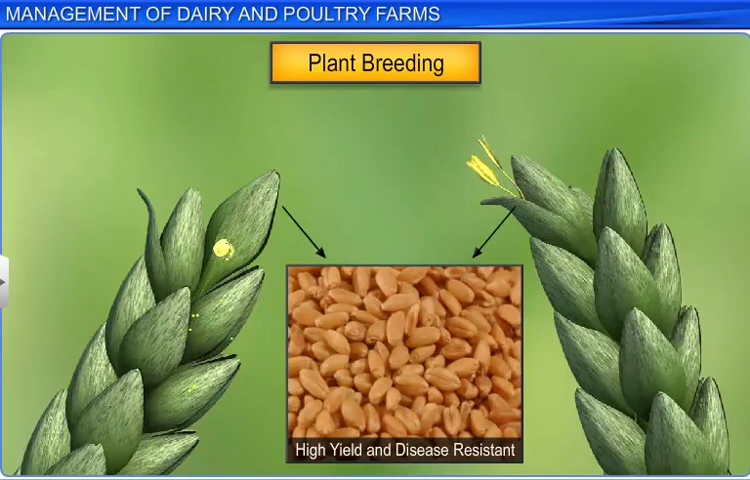 MANAGEMENT OF DAIRY AND POULTRY FARMS
Plant Breeding
High Yield and Disease Resistant